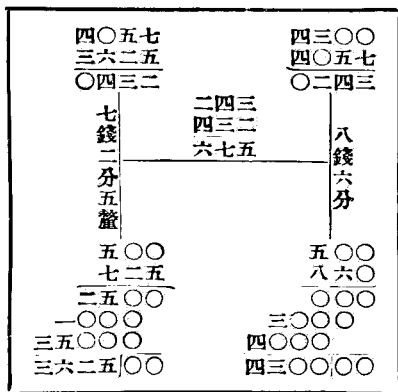 四〇五七
三六二五
〇四三二
四三〇〇
四〇五七
〇二四三
二四三
四三二
六七五
七錢二分五釐
八錢六分
五〇〇
七二五
二五〇〇
一〇〇〇
三五〇〇〇
三六二五〇〇
五〇〇
八六〇
〇〇〇
三〇〇〇
四〇〇〇
四三〇〇〇〇